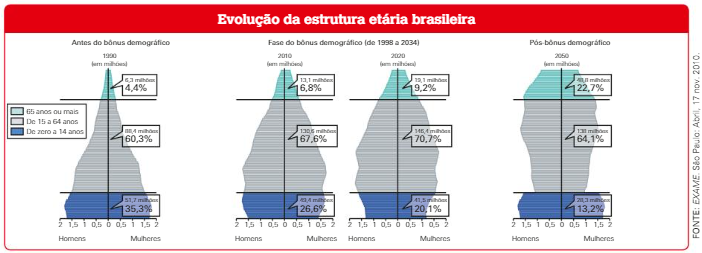 Evolução da estrutura etária brasileira
Antes do bônus demográfico
1990
(em milhões)
6,3 milhões
4,4%
88,4 milhões
60,3%
51,7 milhões
35,3%
2 1,5 1 0,5 0 0,5 1 1,5 2
Homens Mulheres
65 anos ou mais
De 15 a 64 anos
De zero a 14 anos
Fase do bônus demográfico (de 1998 a 2034)
2010
(em milhões)
13,1 milhões
6,8%
130,6 milhões
67,6%
49,4 milhões
26,6%
2 1,5 1 0,5 0 0,5 1 1,5 2
Homens Mulheres
2020
(em milhões)
19,1 milhões
9,2%
146,4 milhões
70,7%
41,5 milhões
20,1%
2 1,5 1 0,5 0 0,5 1 1,5 2
Homens Mulheres
Pós-bônus demográfico
2050
(em milhões)
48,8 milhões
22,7%
138 milhões
64,1%
28,3 milhões
13,2%
2 1,5 1 0,5 0 0,5 1 1,5 2
Homens Mulheres
FONTE: EXAME. São Paulo: Abril, 17 nov. 2010.